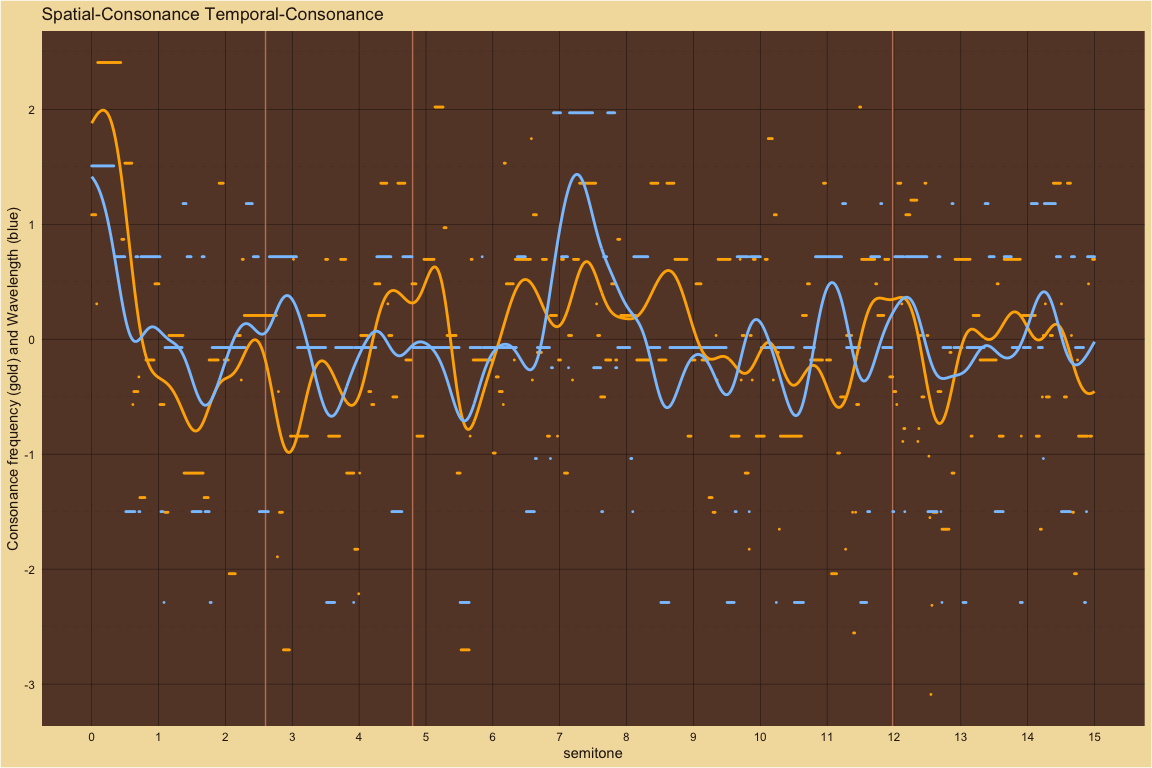 Spatial-Consonance Temporal-Consonance
Consonance frequency (gold) and Wavelength (blue)
2
1
0
-1
-2
-3
0 1 2 3 4 5 6 7 8 9 10 11 12 13 14 15
semitone